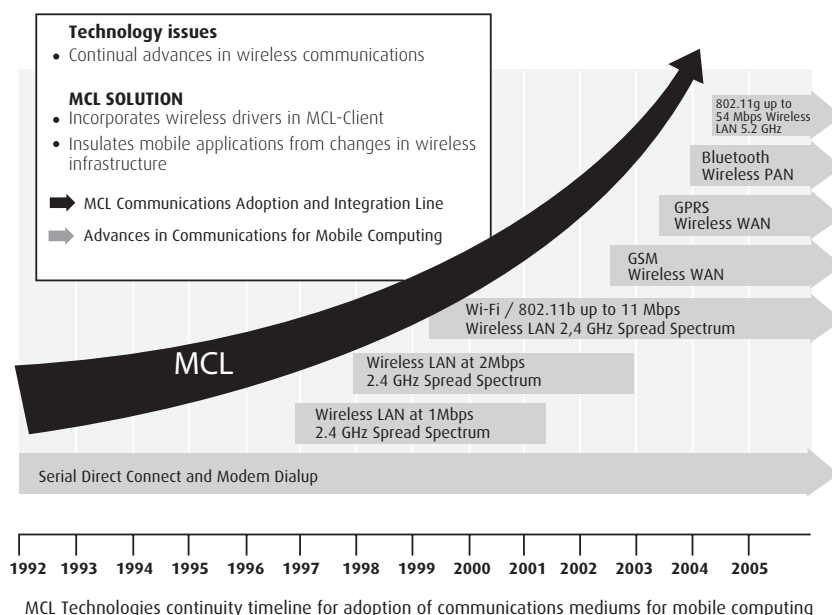 Technology issues
• Continual advances in wireless communications
MCL SOLUTION
• Incorporates wireless drivers in MCL-Client
• Insulates mobile applications from changes in wireless
infrastructure
MCL Communications Adoption and Integration Line
Advances in Communications for Mobile Computing
802.11g up to
54 Mbps Wireless
LAN 5.2 GHz
Bluetooth
Wireless PAN
GPRS
Wireless WAN
GSM
Wireless WAN
Wi-Fi / 802.11b up to 11 Mbps
Wireless LAN 2,4 GHz Spread Spectrum
MCL
Wireless LAN at 2Mbps
2.4 GHz Spread Spectrum
Wireless LAN at 1Mbps
2.4 GHz Spread Spectrum
Serial Direct Connect and Modem Dialup
1992 1993 1994 1995 1996 1997 1998 1999 2000 2001 2002 2003 2004 2005
MCL Technologies continuity timeline for adoption of communications mediums for mobile computing